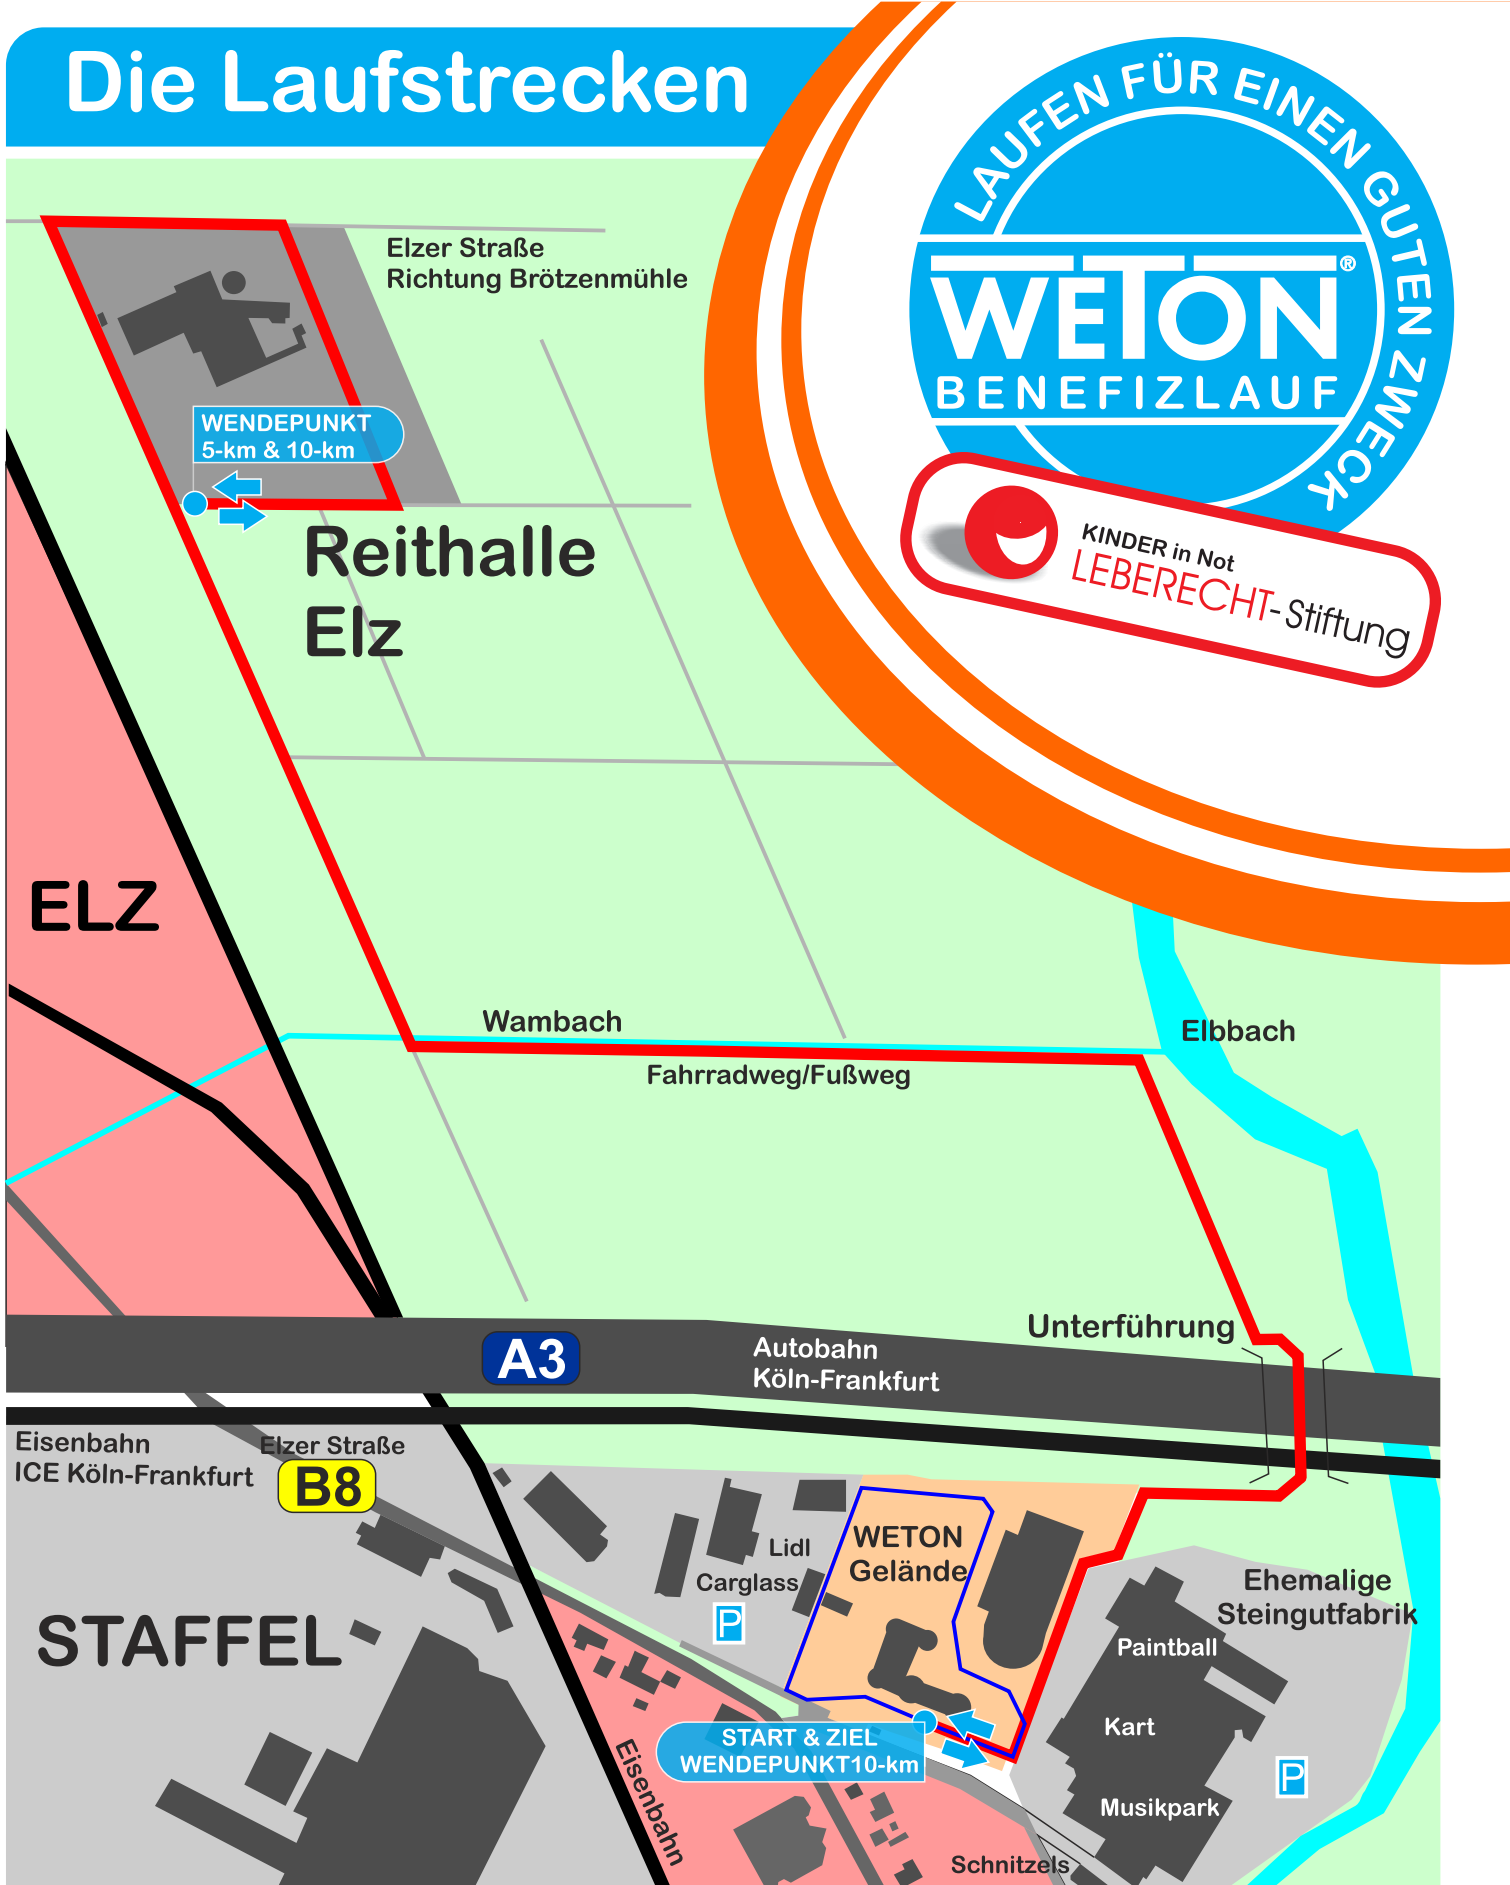 Die Laufstrecken
LAUFEN FÜR EINEN GUTEN ZWECK
WETON®
BENEFIZLAUF
KINDER in Not
LEBERECHT-Stiftung
Elzer Straße
Richtung Brötzenmühle
WENDEPUNKT
5-km & 10-km
Reithalle
Elz
ELZ
Wambach
Elbbach
Fahrradweg/Fußweg
Unterführung
A3
Autobahn
Köln-Frankfurt
Eisenbahn
ICE Köln-Frankfurt
Elzer Straße
B8
STAFFEL
Lidl
Carglass
P
WETON
Gelände
Ehemalige
Steingutfabrik
Paintball
Kart
Musikpark
P
START & ZIEL
WENDEPUNKT10-km
Eisenbahn
Schnitzels